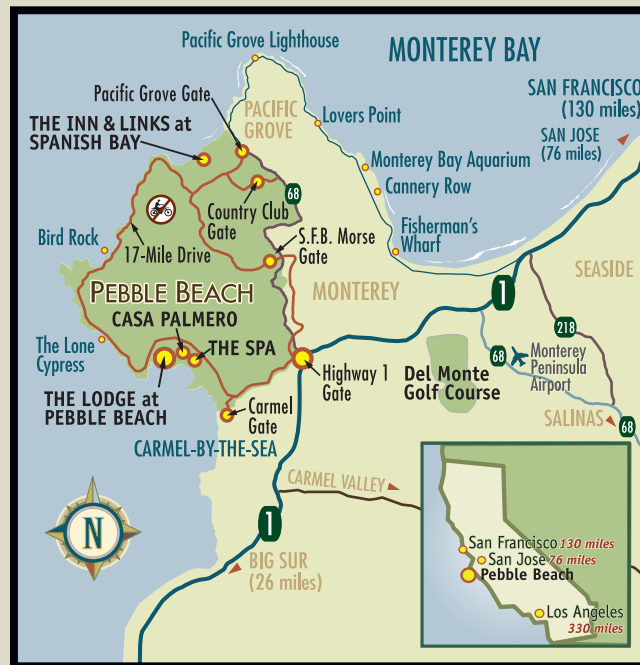 Pacific Grove Lighthouse
MONTEREY BAY
SAN FRANCISCO
(130 miles)
SAN JOSE
(76 miles)
Pacific Grove Gate
PACIFIC
GROVE
Lovers Point
THE INN & LINKS at
SPANISH BAY
Monterey Bay Aquarium
Cannery Row
68
Country Club
Gate
Fisherman's
Wharf
Bird Rock
17-Mile Drive
S.F.B. Morse
Gate
SEASIDE
PEBBLE BEACH
MONTEREY
1
CASA PALMERO
218
The Lone
Cypress
THE SPA
68
Monterey
Peninsula
Airport
Highway 1
Gate
Del Monte
Golf Course
THE LODGE at
PEBBLE BEACH
Carmel
Gate
SALINAS
68
CARMEL-BY-THE-SEA
CARMEL VALLEY
N
1
BIG SUR
(26 miles)
San Francisco 130 miles
San Jose 76 miles
Pebble Beach
Los Angeles
330 miles